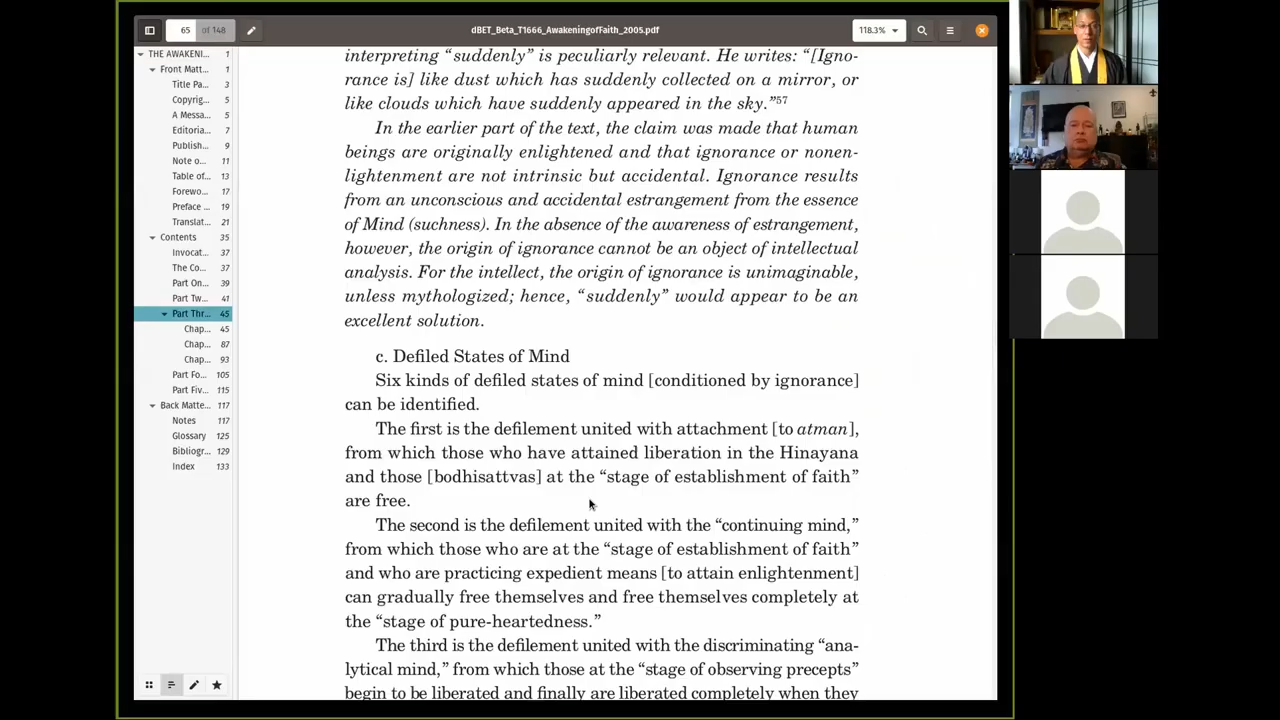 65 of 148
dBET_Beta_T1666_AwakeningofFaith_2005.pdf
118.3%
THE AWAKENI... 1
Front Matt... 1
Title Pa... 3
Copyrig... 5
A Messa... 5
Editoria... 7
Publish... 9
Note o... 11
Table of... 13
Forewo... 17
Preface ... 19
Translat... 21
Contents 35
Invocat... 37
The Co... 37
Part On... 39
Part Tw... 41
Part Thr... 45
Chap... 45
Chap... 87
Chap... 93
Part Fo... 105
Part Fiv... 115
Back Matte... 117
Notes 117
Glossary 125
Bibliogr... 129
Index 133
interpreting “suddenly” is peculiarly relevant. He writes: “[Igno-
rance is] like dust which has suddenly collected on a mirror, or
like clouds which have suddenly appeared in the sky.”57
In the earlier part of the text, the claim was made that human
beings are originally enlightened and that ignorance or nonen-
lightenment are not intrinsic but accidental. Ignorance results
from an unconscious and accidental estrangement from the essence
of Mind (suchness). In the absence of the awareness of estrangement,
however, the origin of ignorance cannot be an object of intellectual
analysis. For the intellect, the origin of ignorance is unimaginable,
unless mythologized; hence, “suddenly” would appear to be an
excellent solution.
c. Defiled States of Mind
Six kinds of defiled states of mind [conditioned by ignorance]
can be identified.
The first is the defilement united with attachment [to atman],
from which those who have attained liberation in the Hinayana
and those [bodhisattvas] at the “stage of establishment of faith”
are free.
The second is the defilement united with the “continuing mind,”
from which those who are at the “stage of establishment of faith”
and who are practicing expedient means [to attain enlightenment]
can gradually free themselves and free themselves completely at
the “stage of pure-heartedness.”
The third is the defilement united with the discriminating “ana-
lytical mind,” from which those at the “stage of observing precepts”
begin to be liberated and finally are liberated completely when they